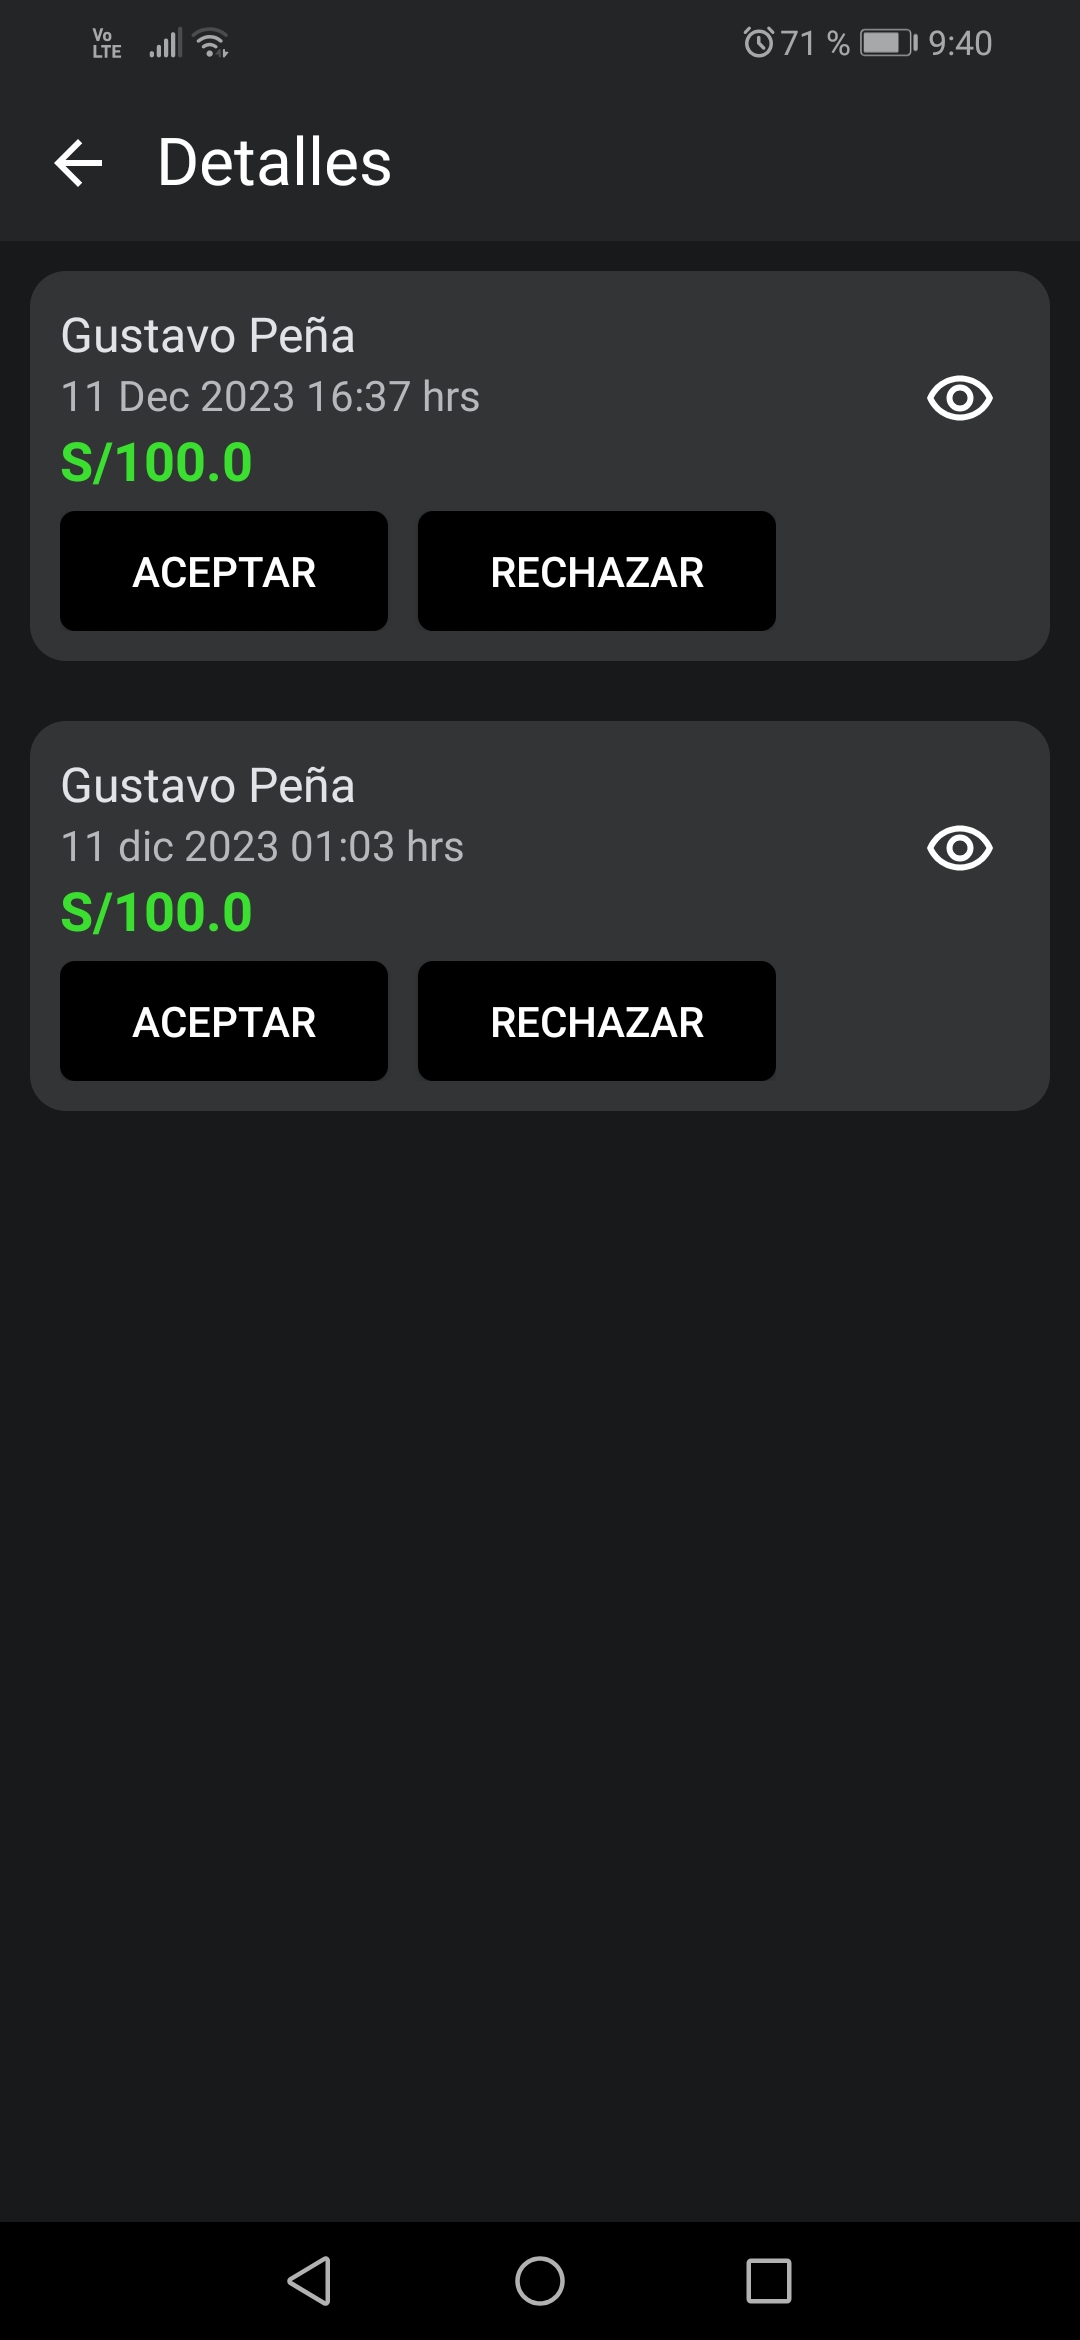 Vo
LTE
71 % 9:40
Detalles
Gustavo Peña
11 Dec 2023 16:37 hrs
S/100.0
ACEPTAR RECHAZAR
Gustavo Peña
11 dic 2023 01:03 hrs
S/100.0
ACEPTAR RECHAZAR